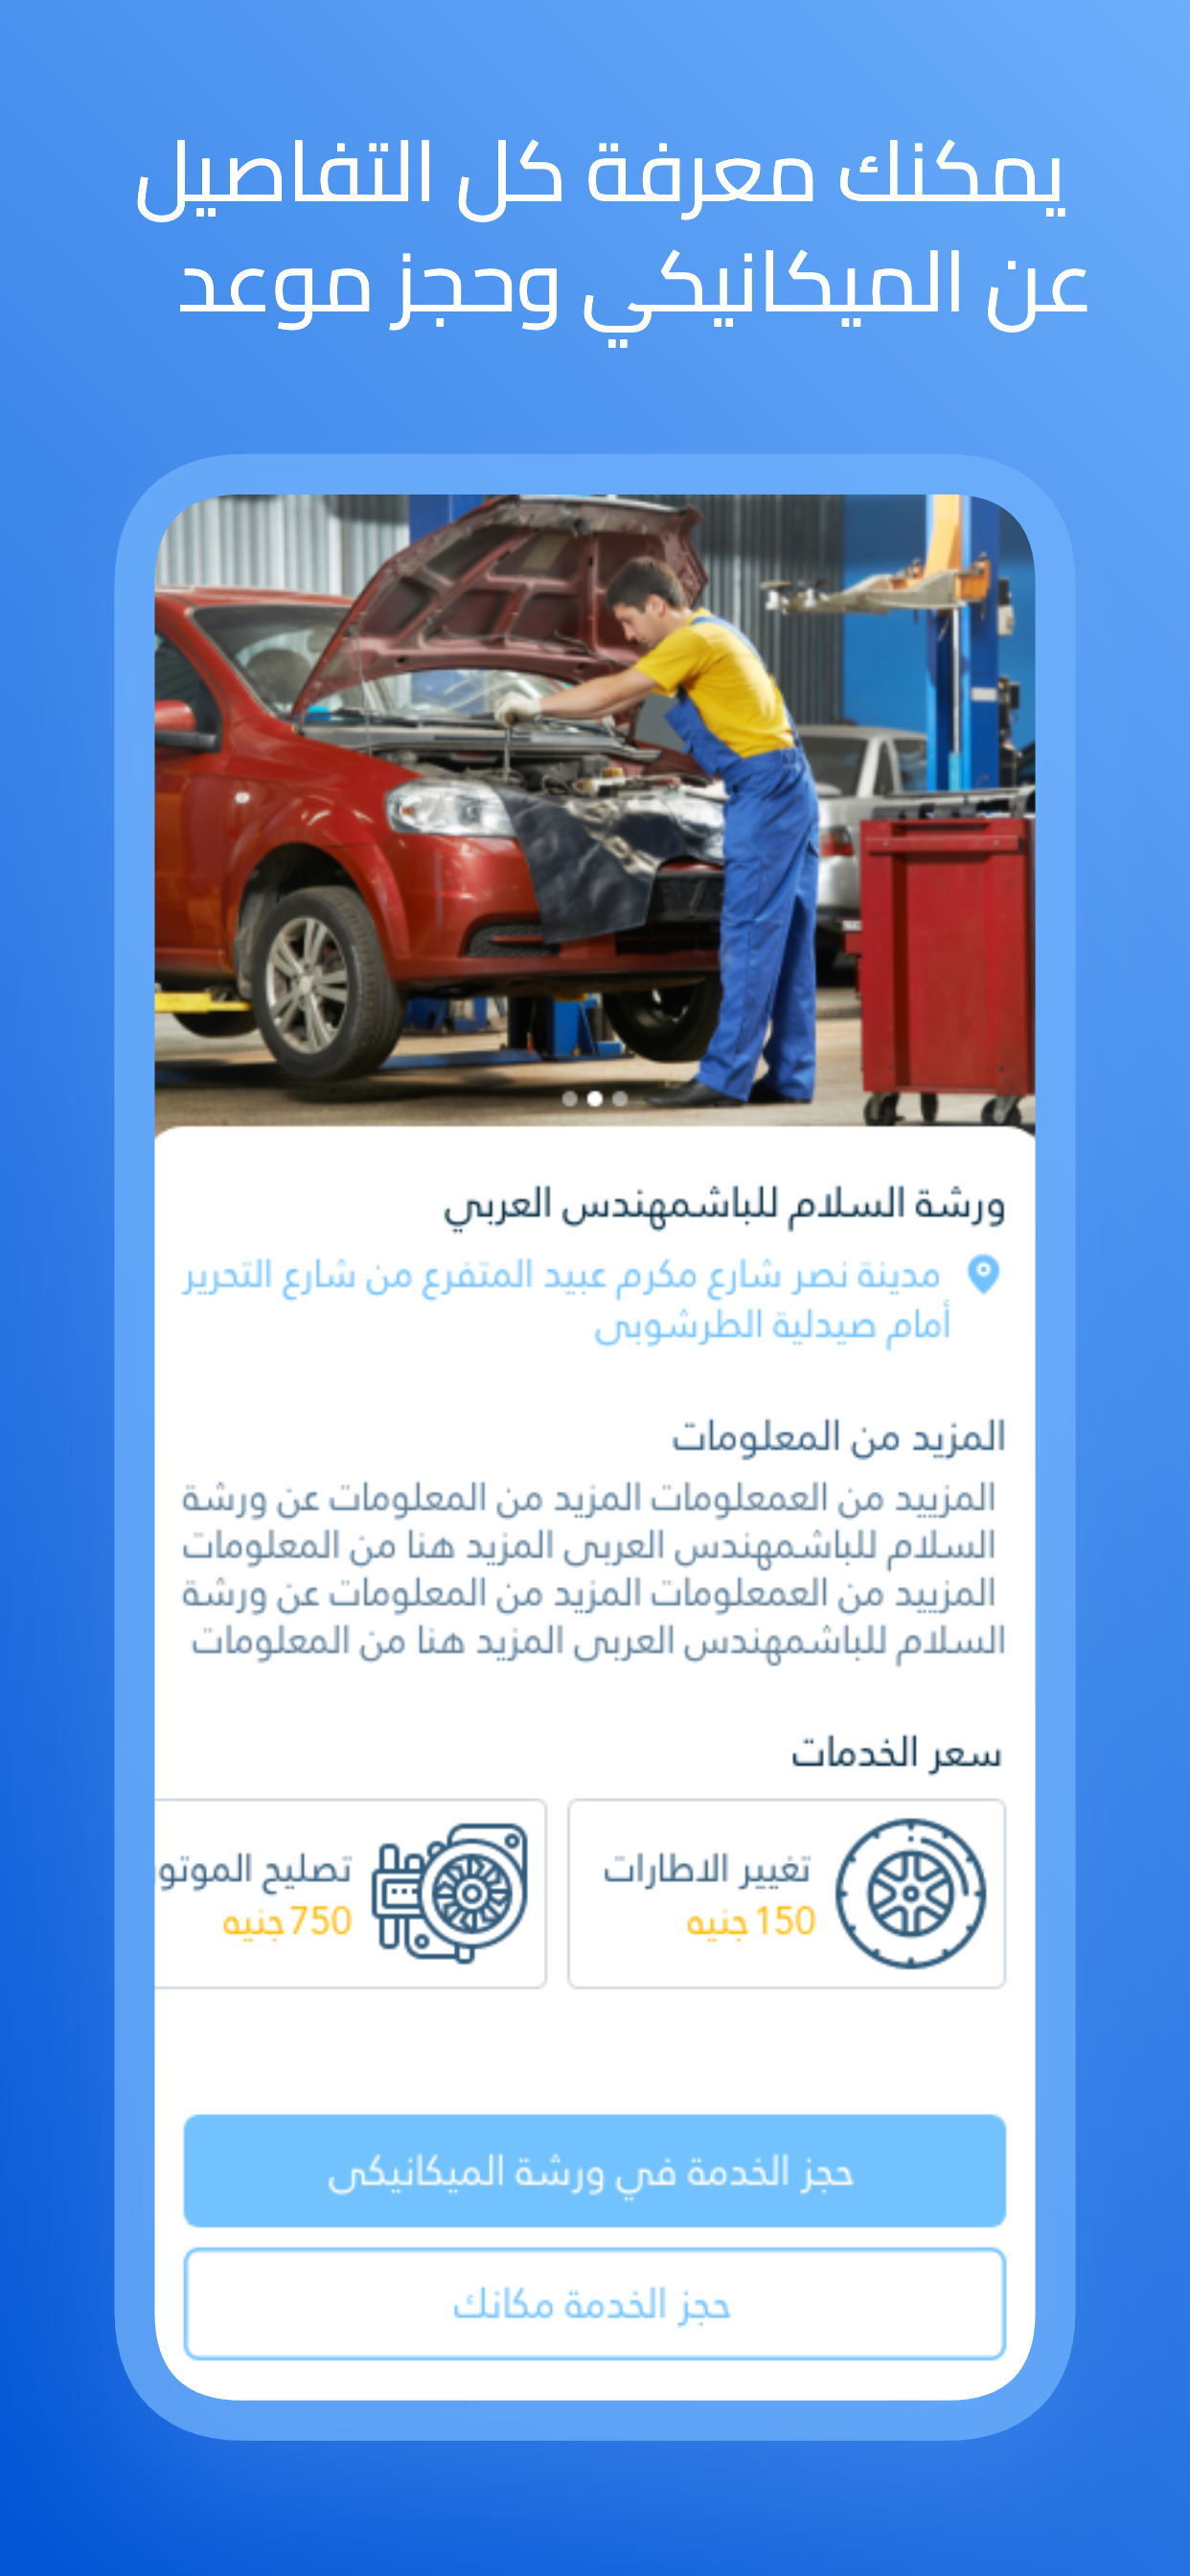 يمكنك معرفة كل التفاصيل
عن الميكانيكي وحجز موعد
ورشة السلام للباشمهندس العربي
مدينة نصر شارع مكرم عبيد المتفرع من شارع التحرير
أمام صيدلية الطرشوبى
المزيد من المعلومات
المزييد من العمعلومات المزيد من المعلومات عن ورشة
السلام للباشمهندس العربى المزيد هنا من المعلومات
المزييد من العمعلومات المزيد من المعلومات عن ورشة
السلام للباشمهندس العربى المزيد هنا من المعلومات
سعر الخدمات
تغيير الاطارات
150 جنيه
تصليح الموتو
750 جنيه
حجز الخدمة في ورشة الميكانيكى
حجز الخدمة مكانك